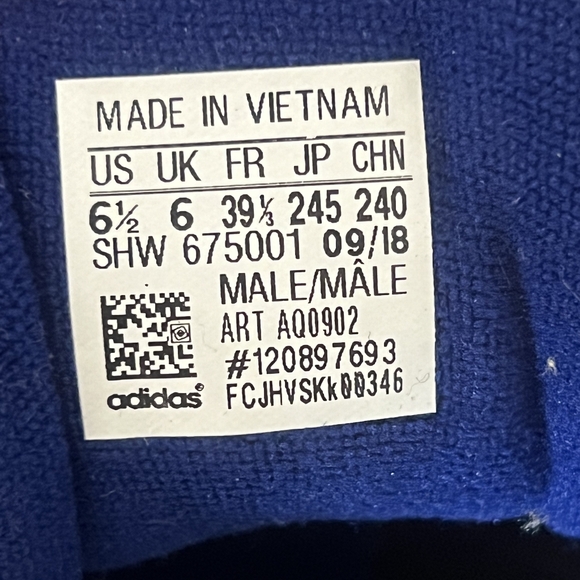 MADE IN VIETNAM
US UK FR JP CHN
6½ 6 39⅓ 245 240
SHW 675001 09/18
MALE/MÂLE
ART AQ0902
#120897693
FCJHVSKk00346
adidas®